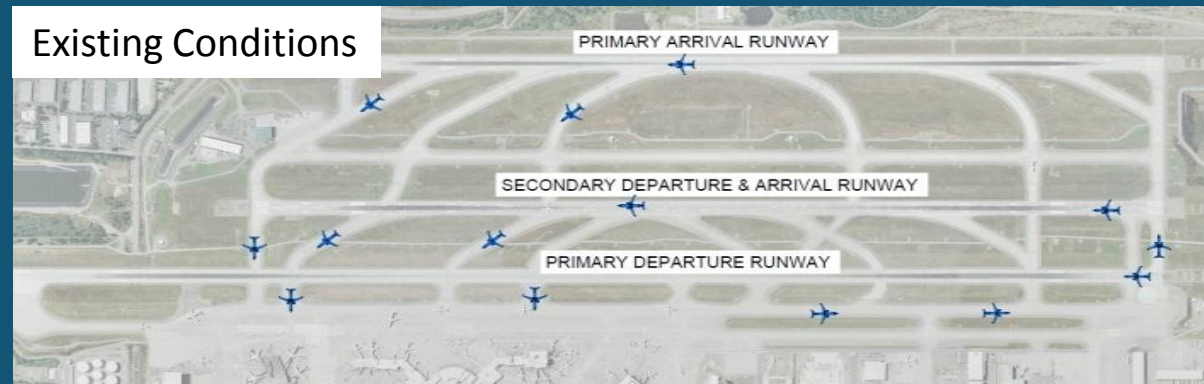 Existing Conditions
PRIMARY ARRIVAL RUNWAY
SECONDARY DEPARTURE & ARRIVAL RUNWAY
PRIMARY DEPARTURE RUNWAY